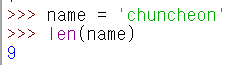 >>> name = 'chuncheon'
>>> len(name)
9